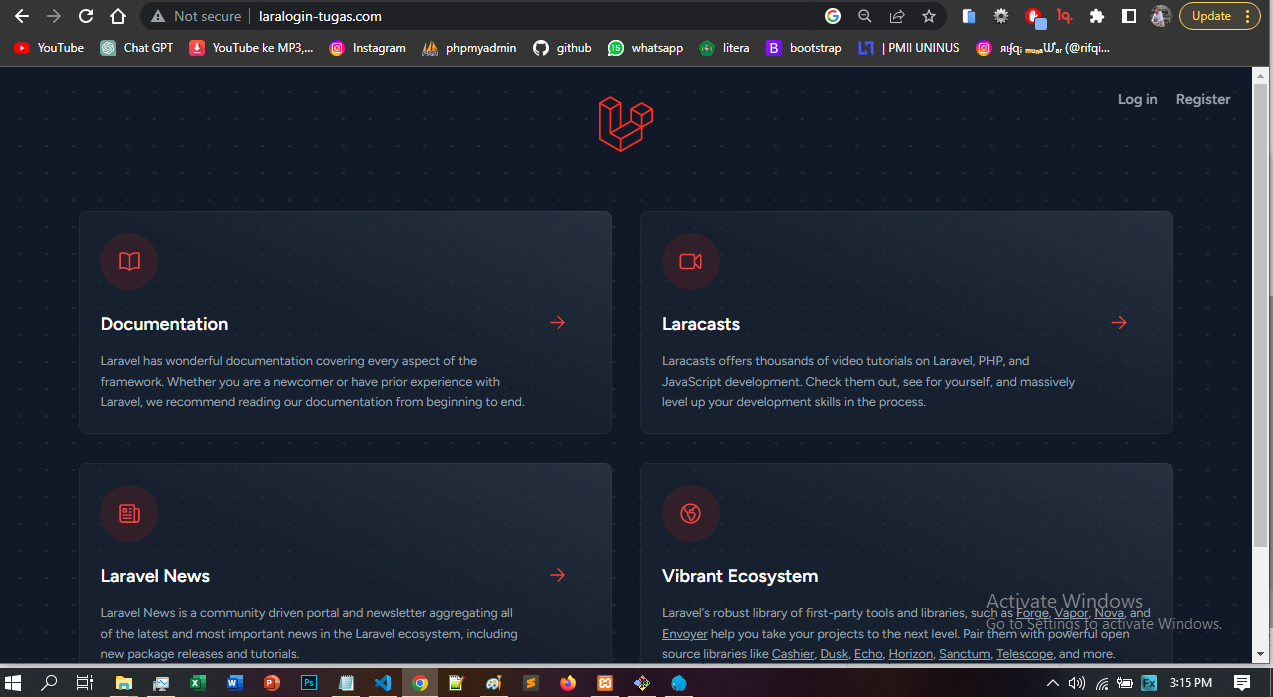 Not secure
laralogin-tugas.com
Update
YouTube
Chat GPT
YouTube ke MP3,...
Instagram
phpmyadmin
github
whatsapp
litera
bootstrap
| PMII UNINUS
(@rifqi...
Log in
Register
Documentation
Laravel has wonderful documentation covering every aspect of the
framework. Whether you are a newcomer or have prior experience with
Laravel, we recommend reading our documentation from beginning to end.
Laracasts
Laracasts offers thousands of video tutorials on Laravel, PHP, and
JavaScript development. Check them out, see for yourself, and massively
level up your development skills in the process.
Laravel News
Laravel News is a community driven portal and newsletter aggregating all
of the latest and most important news in the Laravel ecosystem, including
new package releases and tutorials.
Vibrant Ecosystem
Laravel's robust library of first-party tools and libraries, such as Forge, Vapor, Nova, and
Envoyer help you take your projects to the next level. Pair them with powerful open
source libraries like Cashier, Dusk, Echo, Horizon, Sanctum, Telescope, and more.
Activate Windows
Go to Settings to activate Windows.
3:15 PM